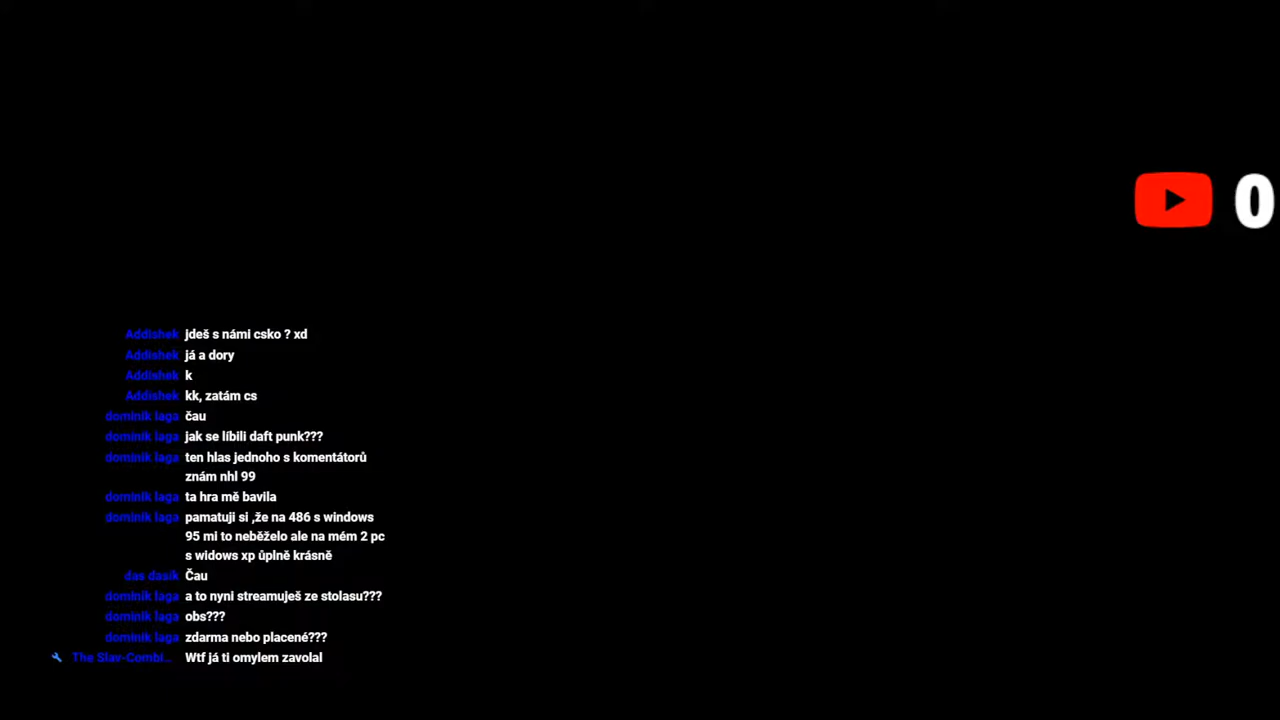 0
Addishek jdeš s námi csko ? xd
Addishek já a dory
Addishek k
Addishek kk, zatám cs
dominik laga čau
dominik laga jak se líbili daft punk???
dominik laga ten hlas jednoho s komentátorů
znám nhl 99
dominik laga ta hra mě bavila
dominik laga pamatuji si ,že na 486 s windows
95 mi to neběželo ale na mém 2 pc
s widows xp ůplně krásně
das dasík Čau
dominik laga a to nyni streamuješ ze stolasu???
dominik laga obs???
dominik laga zdarma nebo placené???
The Slav-Combi... Wtf já ti omylem zavolal